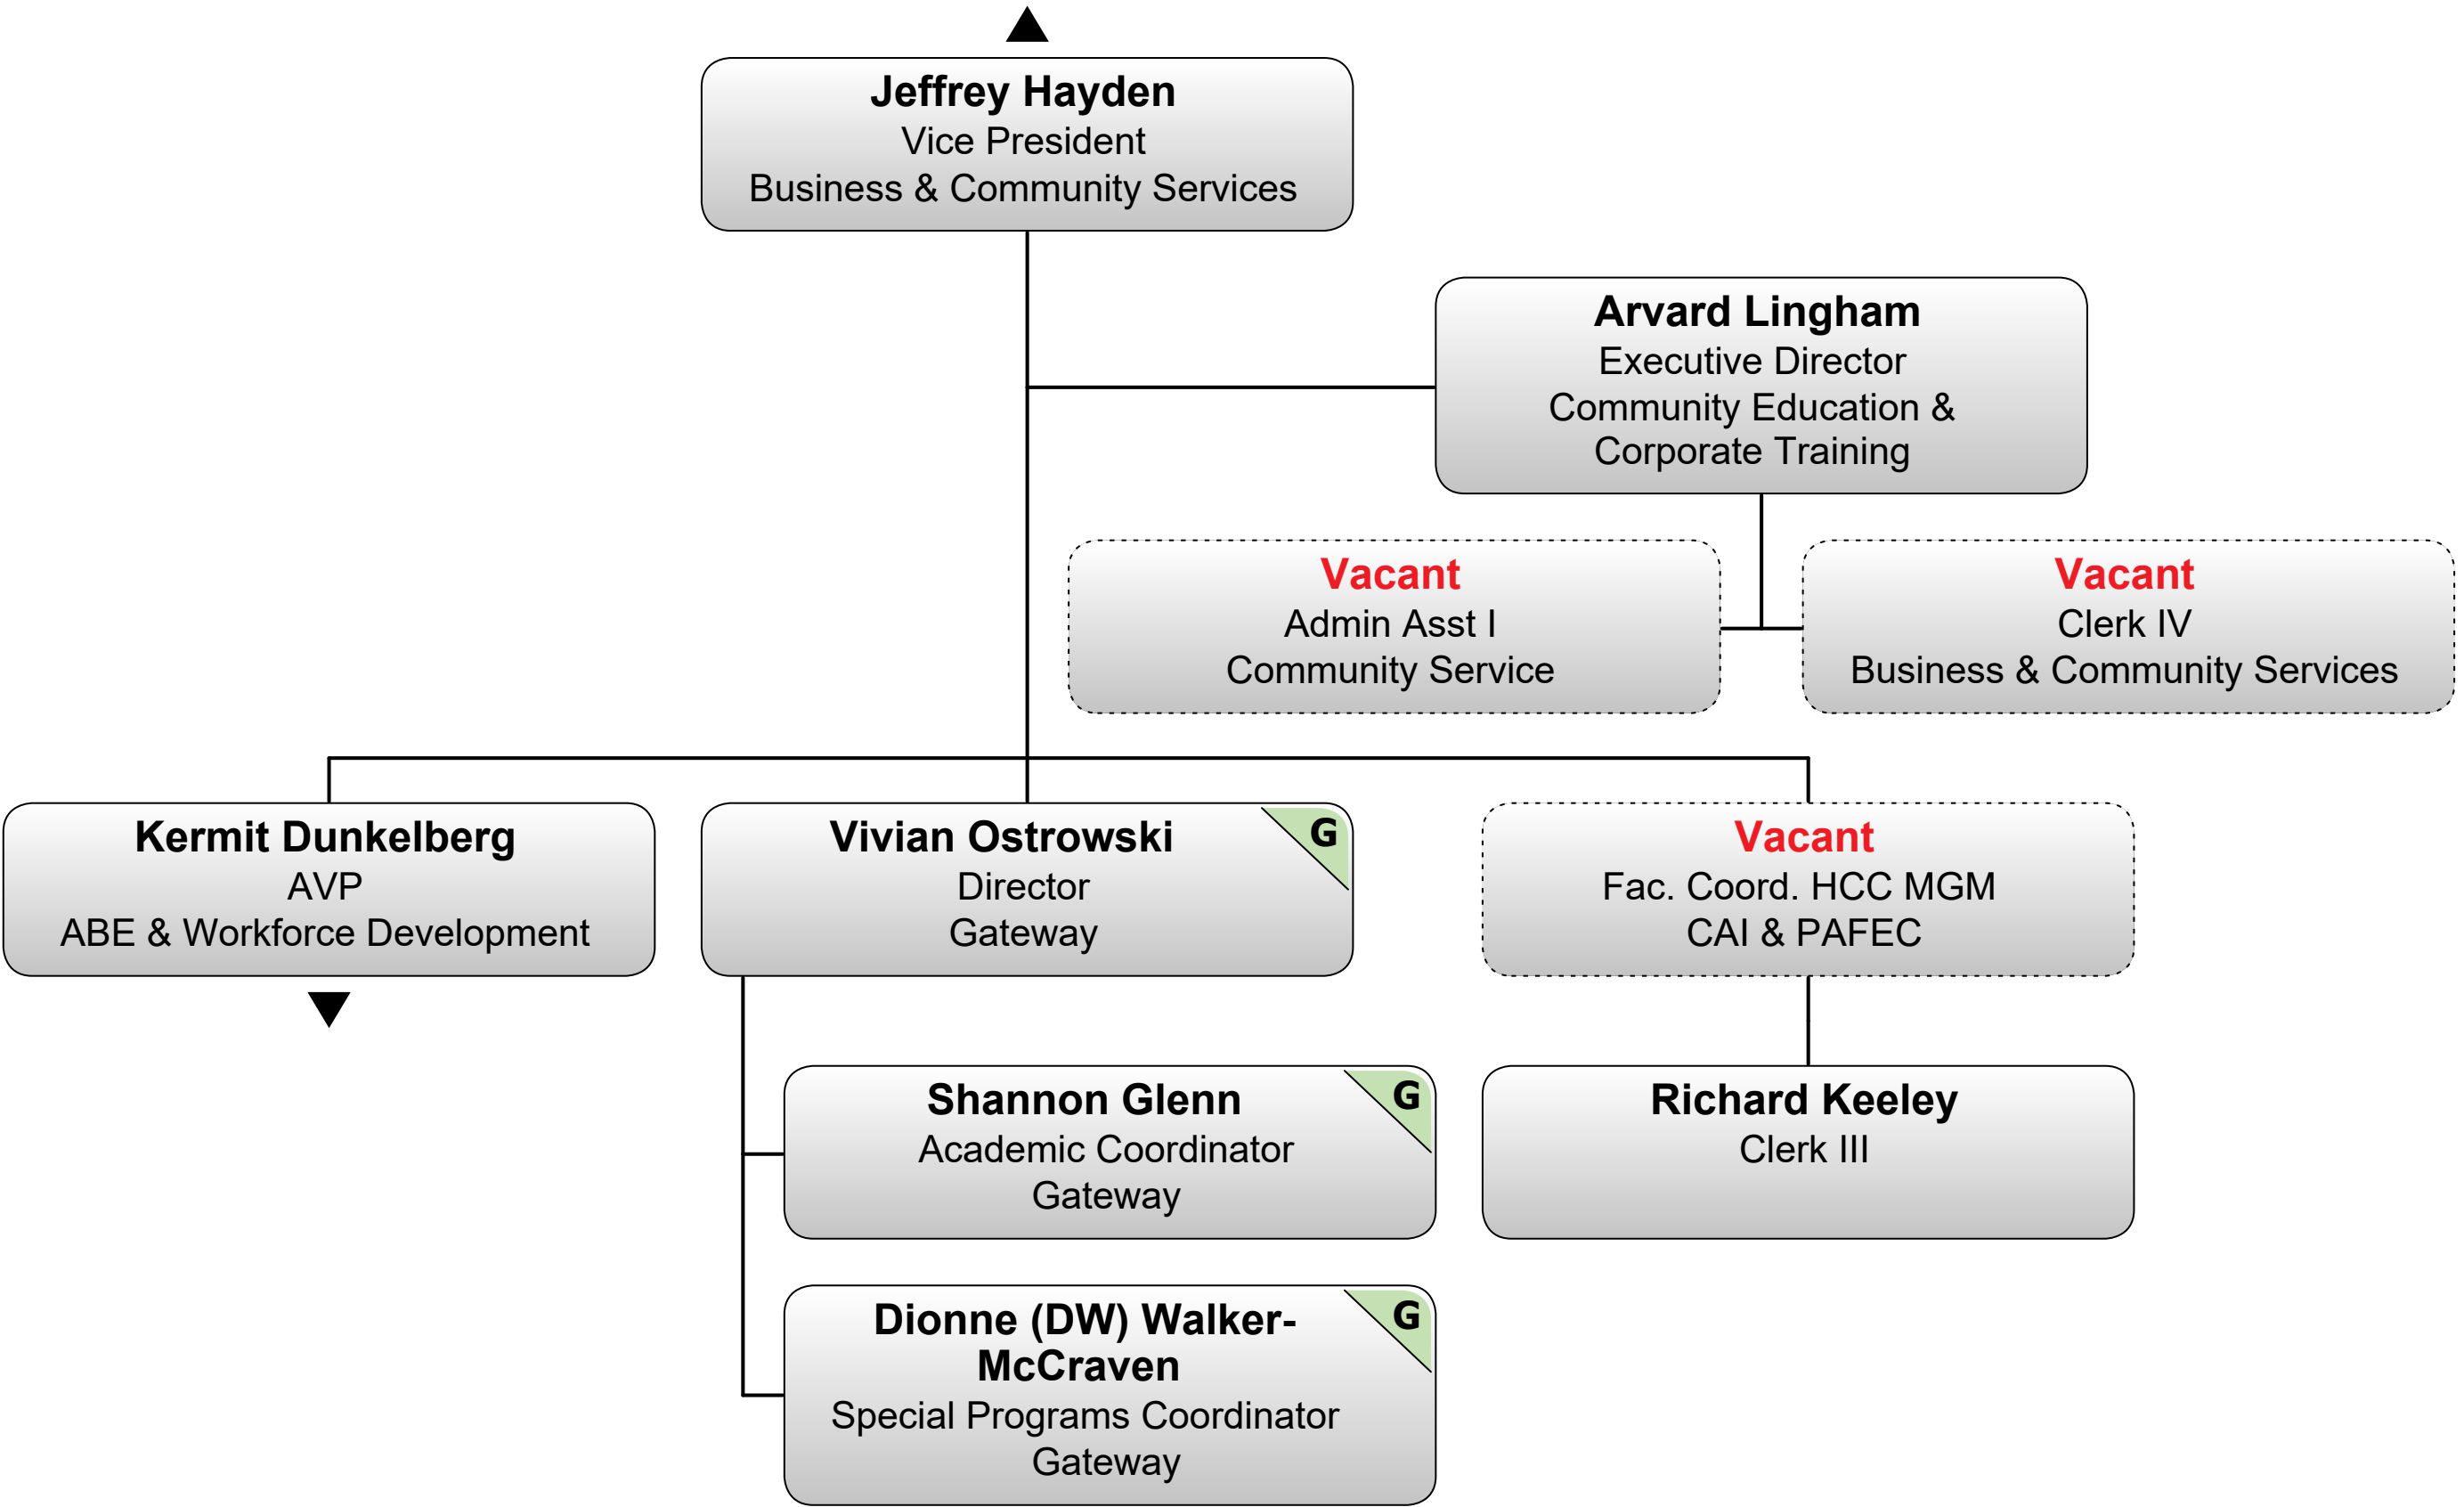 Jeffrey Hayden
Vice President
Business & Community Services
Arvard Lingham
Executive Director
Community Education &
Corporate Training
Vacant
Admin Asst I
Community Service
Vacant
Clerk IV
Business & Community Services
Kermit Dunkelberg
AVP
ABE & Workforce Development
Vivian Ostrowski
Director
Gateway
G
Vacant
Fac. Coord. HCC MGM
CAI & PAFEC
Shannon Glenn
Academic Coordinator
Gateway
G
Richard Keeley
Clerk III
Dionne (DW) Walker-
McCraven
Special Programs Coordinator
Gateway
G